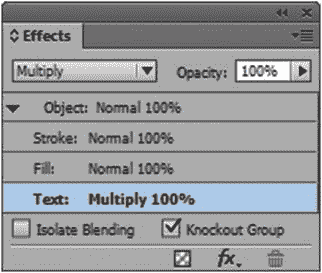 Effects
Multiply Opacity: 100%
Object: Normal 100%
Stroke: Normal 100%
Fill: Normal 100%
Text: Multiply 100%
Isolate Blending Knockout Group
fx.